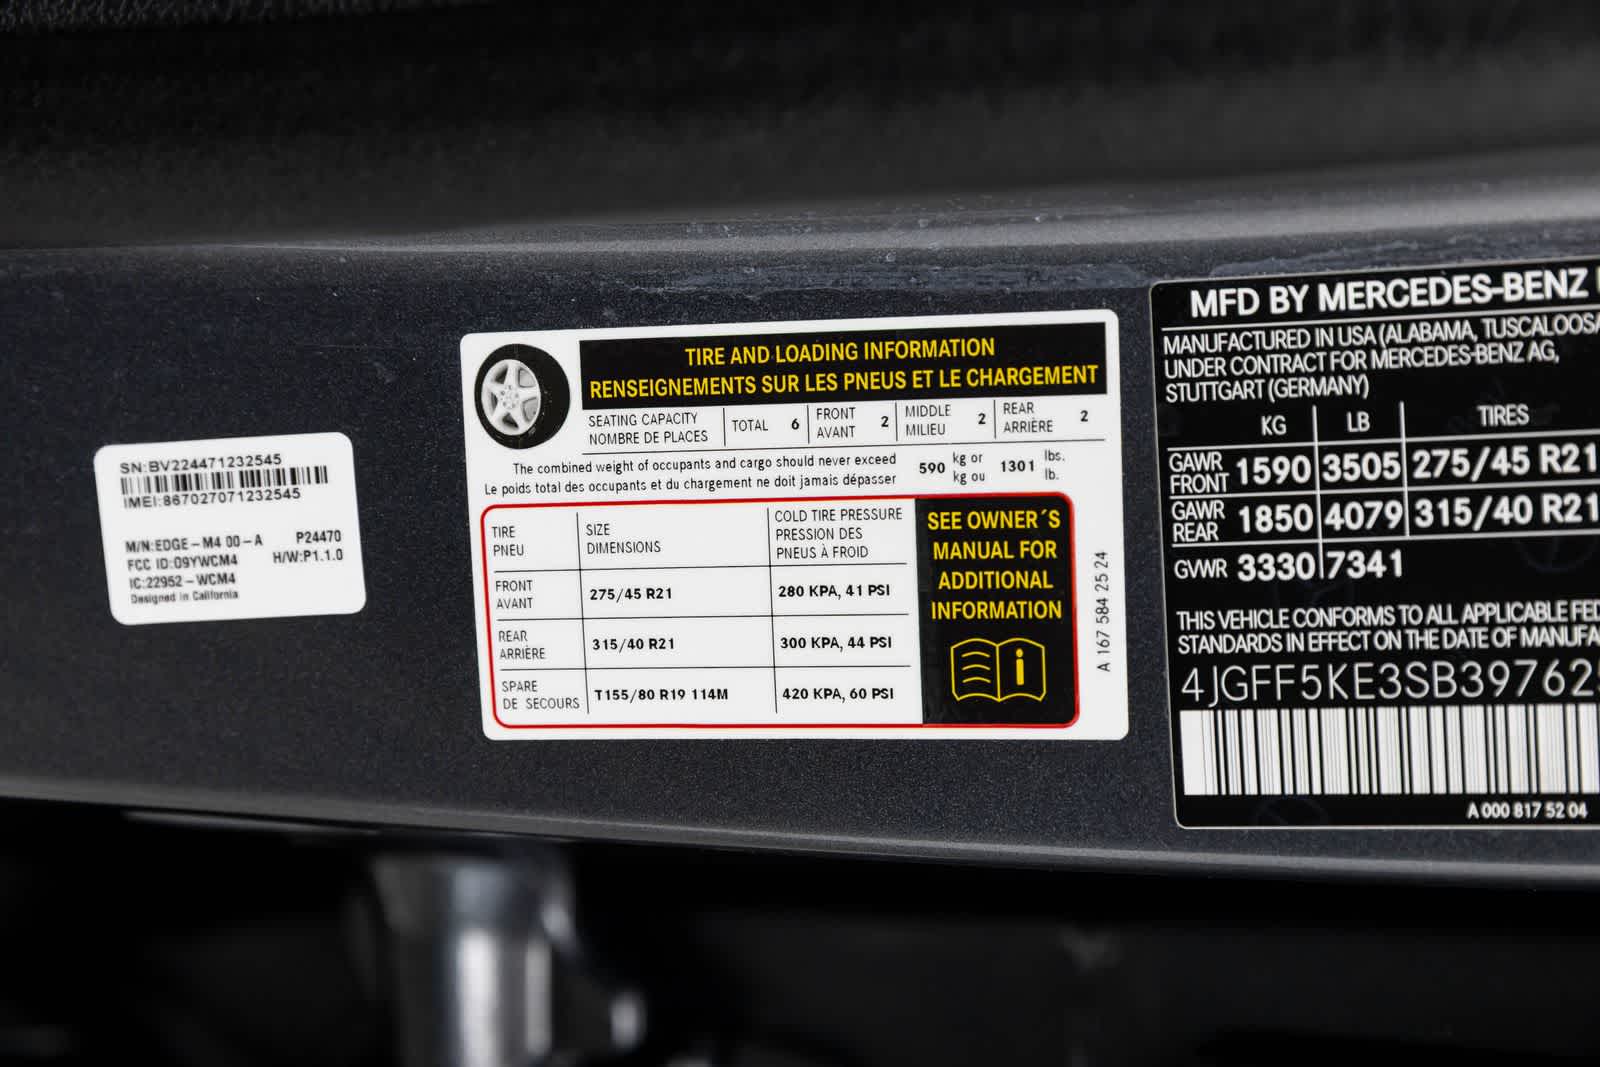 SN:BV224471232545
IMEI:867027071232545
M/N:EDGE-M4 00-A P24470
FCC ID:O9YWCM4 H/W:P1.1.0
IC:22952-WCM4
Designed in California
TIRE AND LOADING INFORMATION
RENSEIGNEMENTS SUR LES PNEUS ET LE CHARGEMENT
SEATING CAPACITY
NOMBRE DE PLACES
TOTAL 6
FRONT
AVANT 2
MIDDLE
MILIEU 2
REAR
ARRIÈRE 2
The combined weight of occupants and cargo should never exceed 590 kg or 1301 lbs.
Le poids total des occupants et du chargement ne doit jamais dépasser kg ou lb.
TIRE
PNEU
SIZE
DIMENSIONS
COLD TIRE PRESSURE
PRESSION DES
PNEUS À FROID
FRONT
AVANT
275/45 R21
280 KPA, 41 PSI
REAR
ARRIÈRE
315/40 R21
300 KPA, 44 PSI
SPARE
DE SECOURS
T155/80 R19 114M
420 KPA, 60 PSI
SEE OWNER´S
MANUAL FOR
ADDITIONAL
INFORMATION
A 167 584 25 24
MFD BY MERCEDES-BENZ
MANUFACTURED IN USA (ALABAMA, TUSCALOOSA
UNDER CONTRACT FOR MERCEDES-BENZ AG,
STUTTGART (GERMANY)
KG LB TIRES
GAWR
FRONT 1590 3505 275/45 R21
GAWR
REAR 1850 4079 315/40 R21
GVWR 3330 7341
THIS VEHICLE CONFORMS TO ALL APPLICABLE FED
STANDARDS IN EFFECT ON THE DATE OF MANUFA
4JGFF5KE3SB39762
A 000 817 52 04